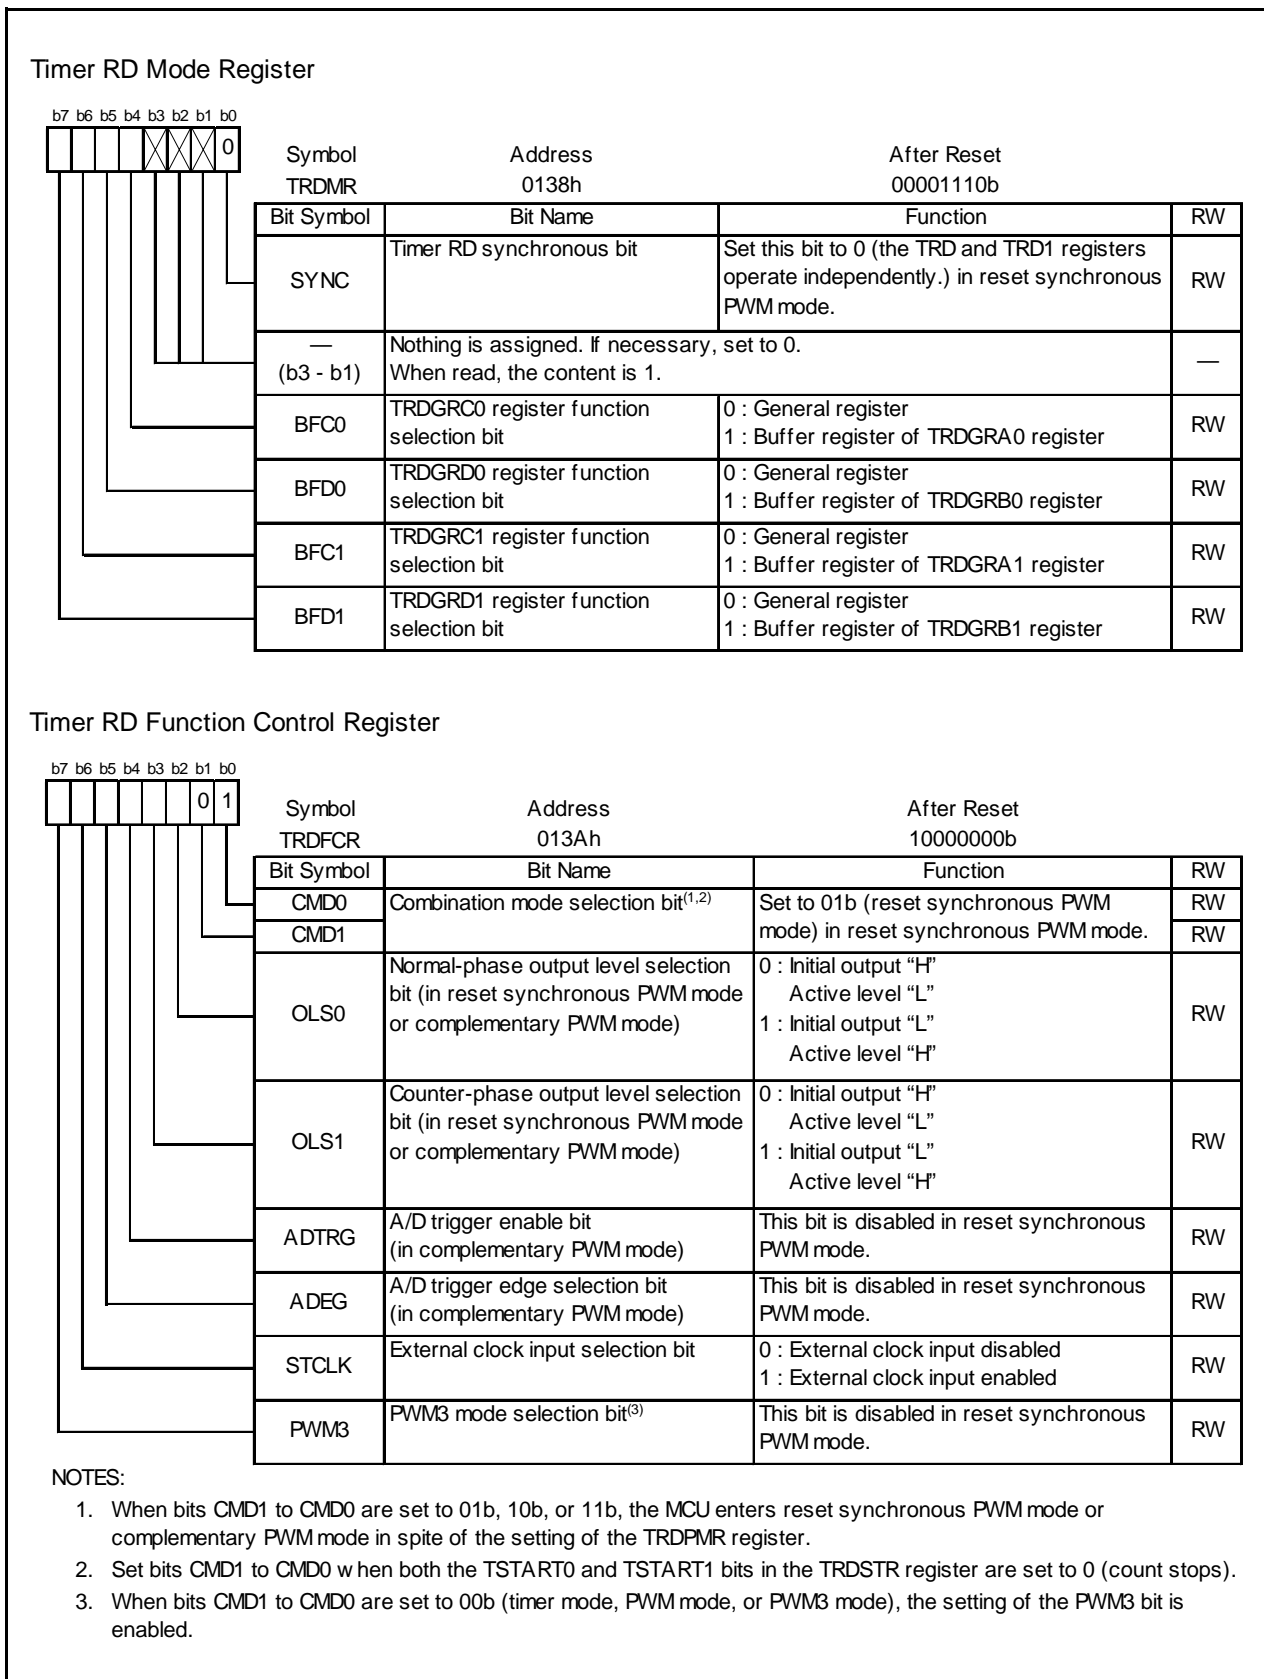 Timer RD Mode Register
b7 b6 b5 b4 b3 b2 b1 b0
0
Symbol Address After Reset
TRDMR 0138h 00001110b
Bit Symbol Bit Name Function RW
SYNC Timer RD synchronous bit Set this bit to 0 (the TRD and TRD1 registers
operate independently.) in reset synchronous
PWM mode. RW
— (b3 - b1) Nothing is assigned. If necessary, set to 0.
When read, the content is 1. —
BFC0 TRDGRC0 register function
selection bit 0 : General register
1 : Buffer register of TRDGRA0 register RW
BFD0 TRDGRD0 register function
selection bit 0 : General register
1 : Buffer register of TRDGRB0 register RW
BFC1 TRDGRC1 register function
selection bit 0 : General register
1 : Buffer register of TRDGRA1 register RW
BFD1 TRDGRD1 register function
selection bit 0 : General register
1 : Buffer register of TRDGRB1 register RW
Timer RD Function Control Register
b7 b6 b5 b4 b3 b2 b1 b0
0 1
Symbol Address After Reset
TRDFCR 013Ah 10000000b
Bit Symbol Bit Name Function RW
CMD0 Combination mode selection bit(1,2) Set to 01b (reset synchronous PWM RW
CMD1 mode) in reset synchronous PWM mode. RW
OLS0 Normal-phase output level selection
bit (in reset synchronous PWM mode
or complementary PWM mode) 0 : Initial output “H”
Active level “L”
1 : Initial output “L”
Active level “H” RW
OLS1 Counter-phase output level selection
bit (in reset synchronous PWM mode
or complementary PWM mode) 0 : Initial output “H”
Active level “L”
1 : Initial output “L”
Active level “H” RW
ADTRG A/D trigger enable bit
(in complementary PWM mode) This bit is disabled in reset synchronous
PWM mode. RW
ADEG A/D trigger edge selection bit
(in complementary PWM mode) This bit is disabled in reset synchronous
PWM mode. RW
STCLK External clock input selection bit 0 : External clock input disabled
1 : External clock input enabled RW
PWM3 PWM3 mode selection bit(3) This bit is disabled in reset synchronous
PWM mode. RW
NOTES:
1. When bits CMD1 to CMD0 are set to 01b, 10b, or 11b, the MCU enters reset synchronous PWM mode or
complementary PWM mode in spite of the setting of the TRDPMR register.
2. Set bits CMD1 to CMD0 when both the TSTART0 and TSTART1 bits in the TRDSTR register are set to 0 (count stops).
3. When bits CMD1 to CMD0 are set to 00b (timer mode, PWM mode, or PWM3 mode), the setting of the PWM3 bit is
enabled.